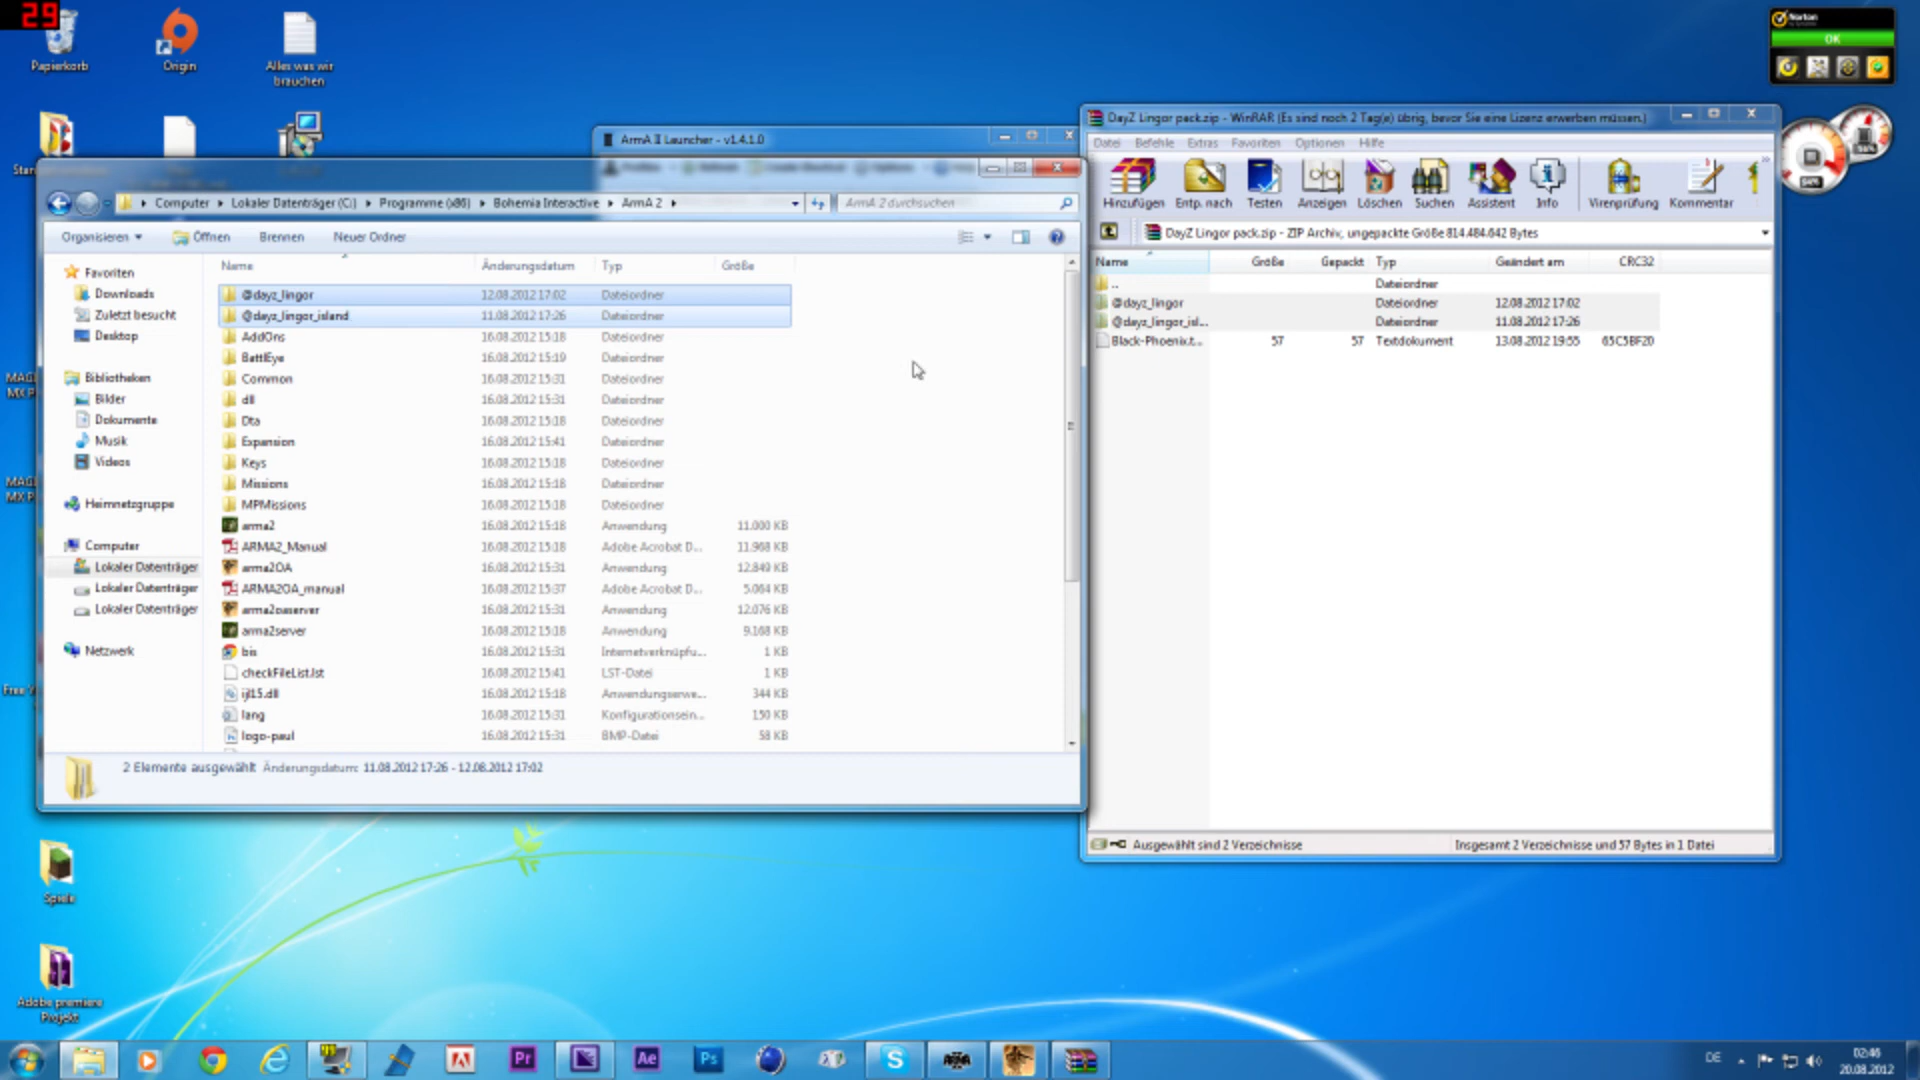 29
Papierkorb
Origin
Alles was wir
brauchen
Norton
OK
ArmA II Launcher - v1.4.1.0
Computer ▸ Lokaler Datenträger (C:) ▸ Programme (x86) ▸ Bohemia Interactive ▸ ArmA 2 ▸
ArmA 2 durchsuchen
Organisieren Öffnen Brennen Neuer Ordner
Name Änderungsdatum Typ Größe
Favoriten
Downloads
Zuletzt besucht
Desktop
Bibliotheken
Bilder
Dokumente
Musik
Videos
Heimnetzgruppe
Computer
Lokaler Datenträger
Lokaler Datenträger
Lokaler Datenträger
Netzwerk
@dayz_lingor 12.08.2012 17:02 Dateiordner
@dayz_lingor_island 11.08.2012 17:26 Dateiordner
AddOns 16.08.2012 15:18 Dateiordner
BattlEye 16.08.2012 15:19 Dateiordner
Common 16.08.2012 15:31 Dateiordner
dll 16.08.2012 15:31 Dateiordner
Dta 16.08.2012 15:18 Dateiordner
Expansion 16.08.2012 15:41 Dateiordner
Keys 16.08.2012 15:18 Dateiordner
Missions 16.08.2012 15:18 Dateiordner
MPMissions 16.08.2012 15:18 Dateiordner
arma2 16.08.2012 15:18 Anwendung 11.000 KB
ARMA2_Manual 16.08.2012 15:18 Adobe Acrobat D... 11.968 KB
arma2OA 16.08.2012 15:31 Anwendung 12.849 KB
ARMA2OA_manual 16.08.2012 15:37 Adobe Acrobat D... 5.064 KB
arma2oaserver 16.08.2012 15:31 Anwendung 12.076 KB
arma2server 16.08.2012 15:18 Anwendung 9.168 KB
bis 16.08.2012 15:31 Internetverknüpfu... 1 KB
checkFileList.lst 16.08.2012 15:41 LST-Datei 1 KB
ijl15.dll 16.08.2012 15:18 Anwendungserwe... 344 KB
lang 16.08.2012 15:31 Konfigurationsein... 150 KB
logo-paul 16.08.2012 15:31 BMP-Datei 58 KB
2 Elemente ausgewählt Änderungsdatum: 11.08.2012 17:26 - 12.08.2012 17:02
DayZ Lingor pack.zip - WinRAR (Es sind noch 2 Tag(e) übrig, bevor Sie eine Lizenz erwerben müssen.)
Datei Befehle Extras Favoriten Optionen Hilfe
Hinzufügen Entp. nach Testen Anzeigen Löschen Suchen Assistent Info Virenprüfung Kommentar
DayZ Lingor pack.zip - ZIP Archiv, ungepackte Größe 814.484.642 Bytes
Name Größe Gepackt Typ Geändert am CRC32
.. Dateiordner
@dayz_lingor Dateiordner 12.08.2012 17:02
@dayz_lingor_isl... Dateiordner 11.08.2012 17:26
Black-Phoenix.t... 57 57 Textdokument 13.08.2012 19:55 65C5BF20
Ausgewählt sind 2 Verzeichnisse
Insgesamt 2 Verzeichnisse und 57 Bytes in 1 Datei
Spiele
Adobe premiere
Projekt
Pr
Ae
Ps
DE
02:46
20.08.2012